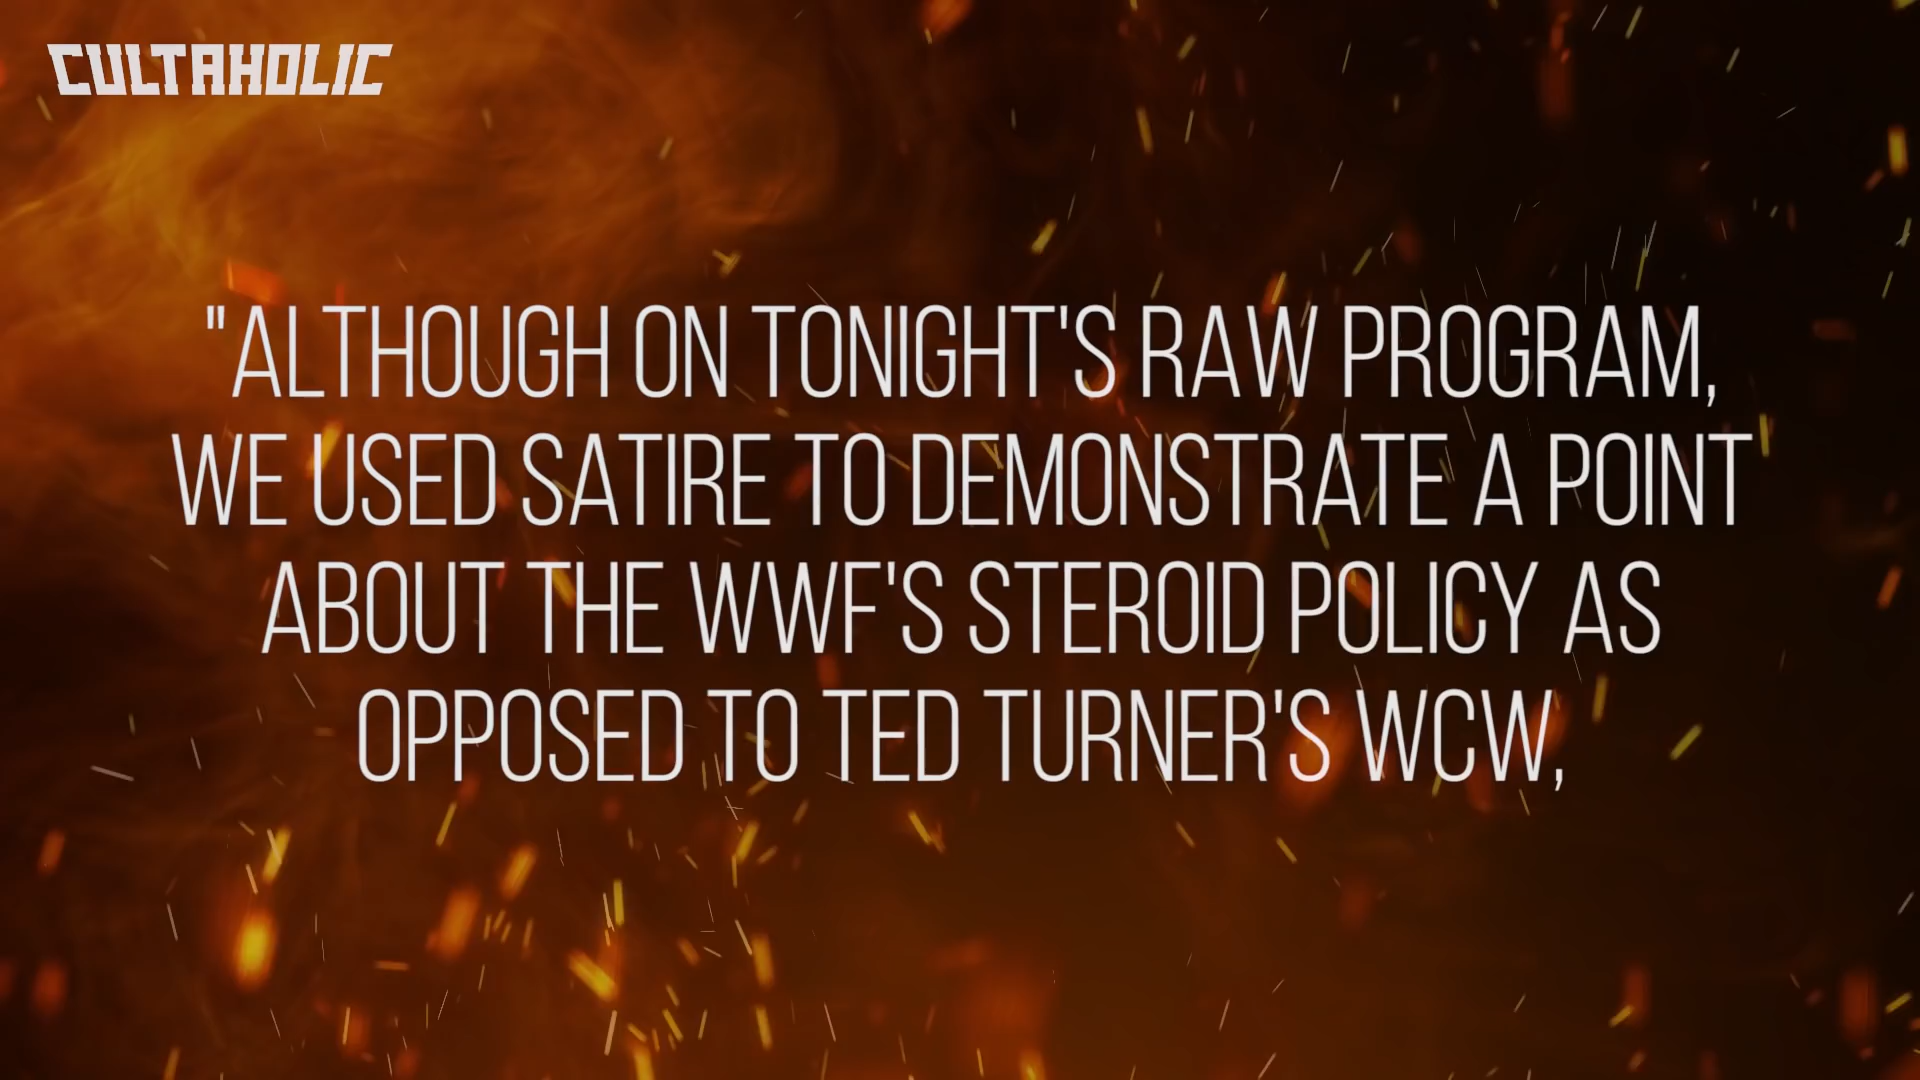 CULTAHOLIC
"ALTHOUGH ON TONIGHT'S RAW PROGRAM,
WE USED SATIRE TO DEMONSTRATE A POINT
ABOUT THE WWF'S STEROID POLICY AS
OPPOSED TO TED TURNER'S WCW,